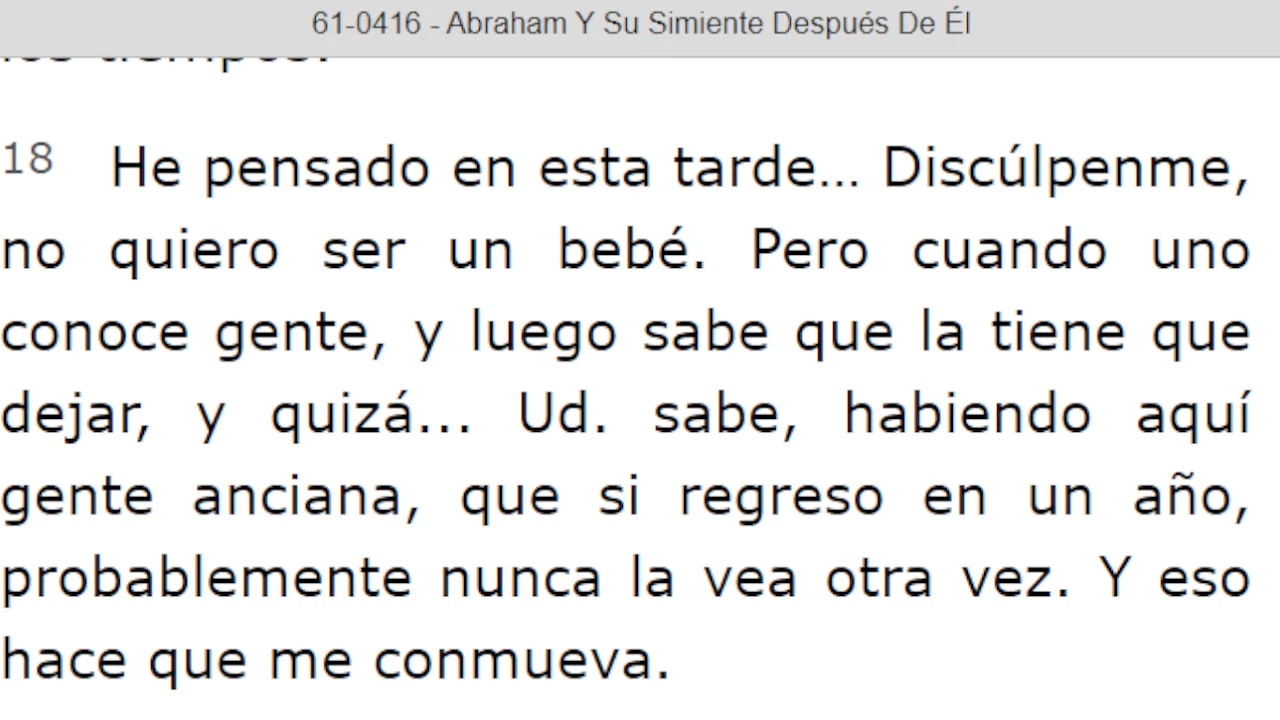 61-0416 - Abraham Y Su Simiente Después De Él
18 He pensado en esta tarde... Discúlpenme,
no quiero ser un bebé. Pero cuando uno
conoce gente, y luego sabe que la tiene que
dejar, y quizá... Ud. sabe, habiendo aquí
gente anciana, que si regreso en un año,
probablemente nunca la vea otra vez. Y eso
hace que me conmueva.